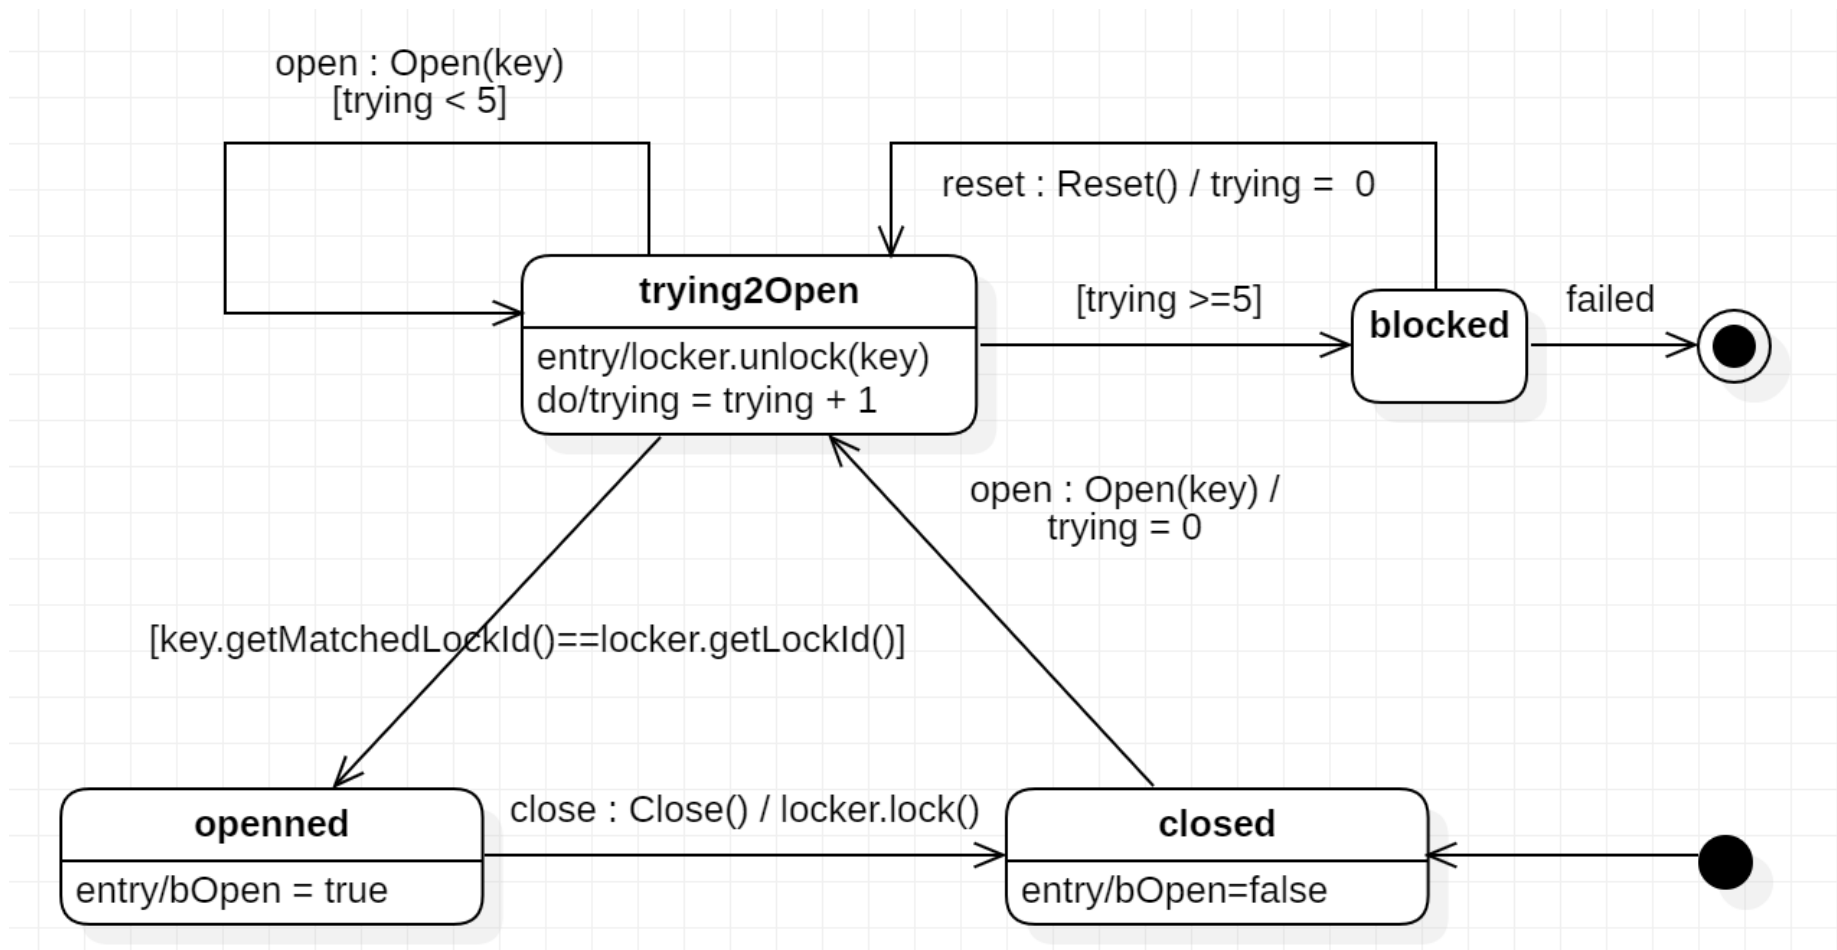 open : Open(key)
[trying < 5]
reset : Reset() / trying =  0
trying2Open
[trying >=5]
failed
blocked
entry/locker.unlock(key)
do/trying = trying + 1
open : Open(key) /
trying = 0
[key.getMatchedLockId()==locker.getLockId()]
openned
close : Close() / locker.lock()
closed
entry/bOpen = true
entry/bOpen=false